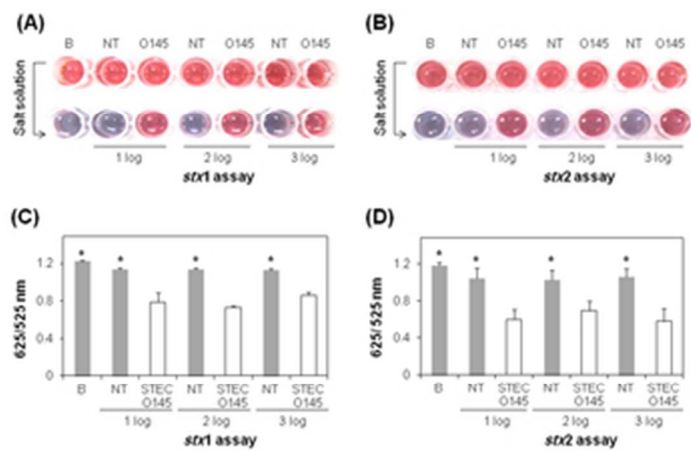 (A)
B NT O145 NT O145 NT O145
Salt solution
1 log 2 log 3 log
stx1 assay
(B)
B NT O145 NT O145 NT O145
Salt solution
1 log 2 log 3 log
stx2 assay
(C)
625/525 nm
1.2
0.8
0.4
0
* * * *
B NT STEC O145 NT STEC O145 NT STEC O145
1 log 2 log 3 log
stx1 assay
(D)
625/525 nm
1.2
0.8
0.4
0
* * * *
B NT STEC O145 NT STEC O145 NT STEC O145
1 log 2 log 3 log
stx2 assay